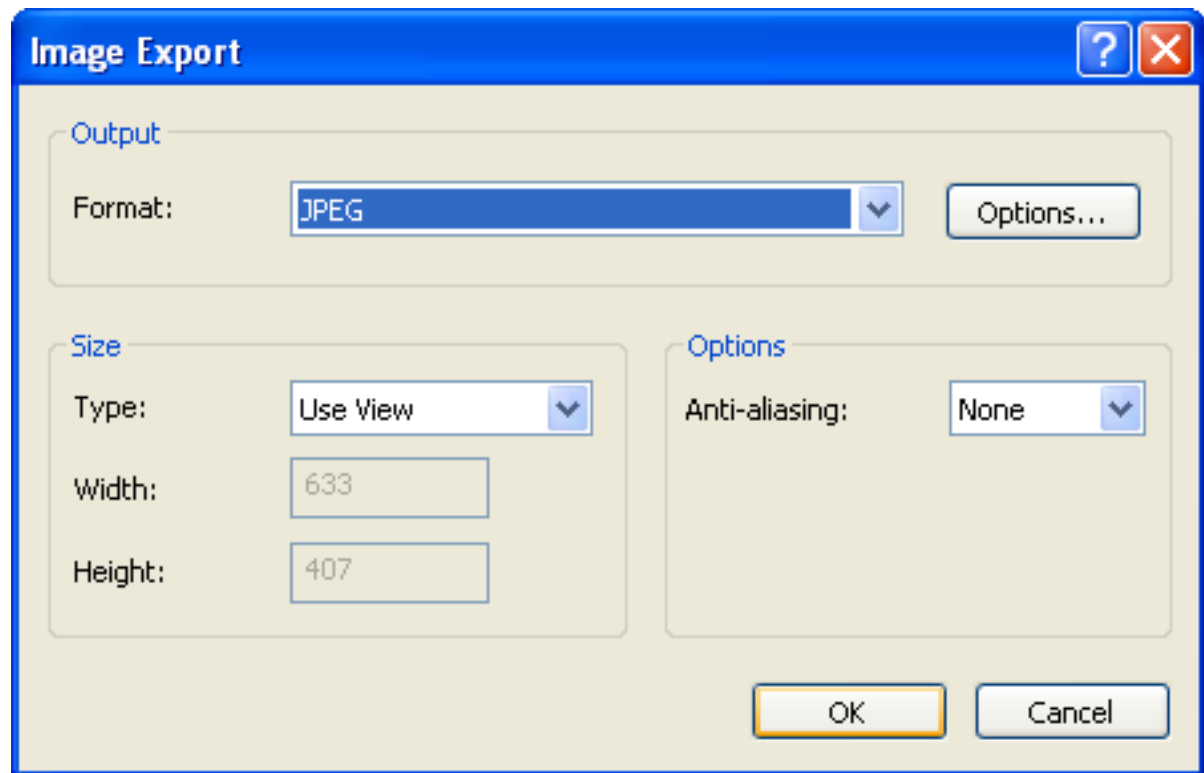 Image Export
Output
Format: JPEG Options...
Size
Type: Use View
Width: 633
Height: 407
Options
Anti-aliasing: None
OK Cancel